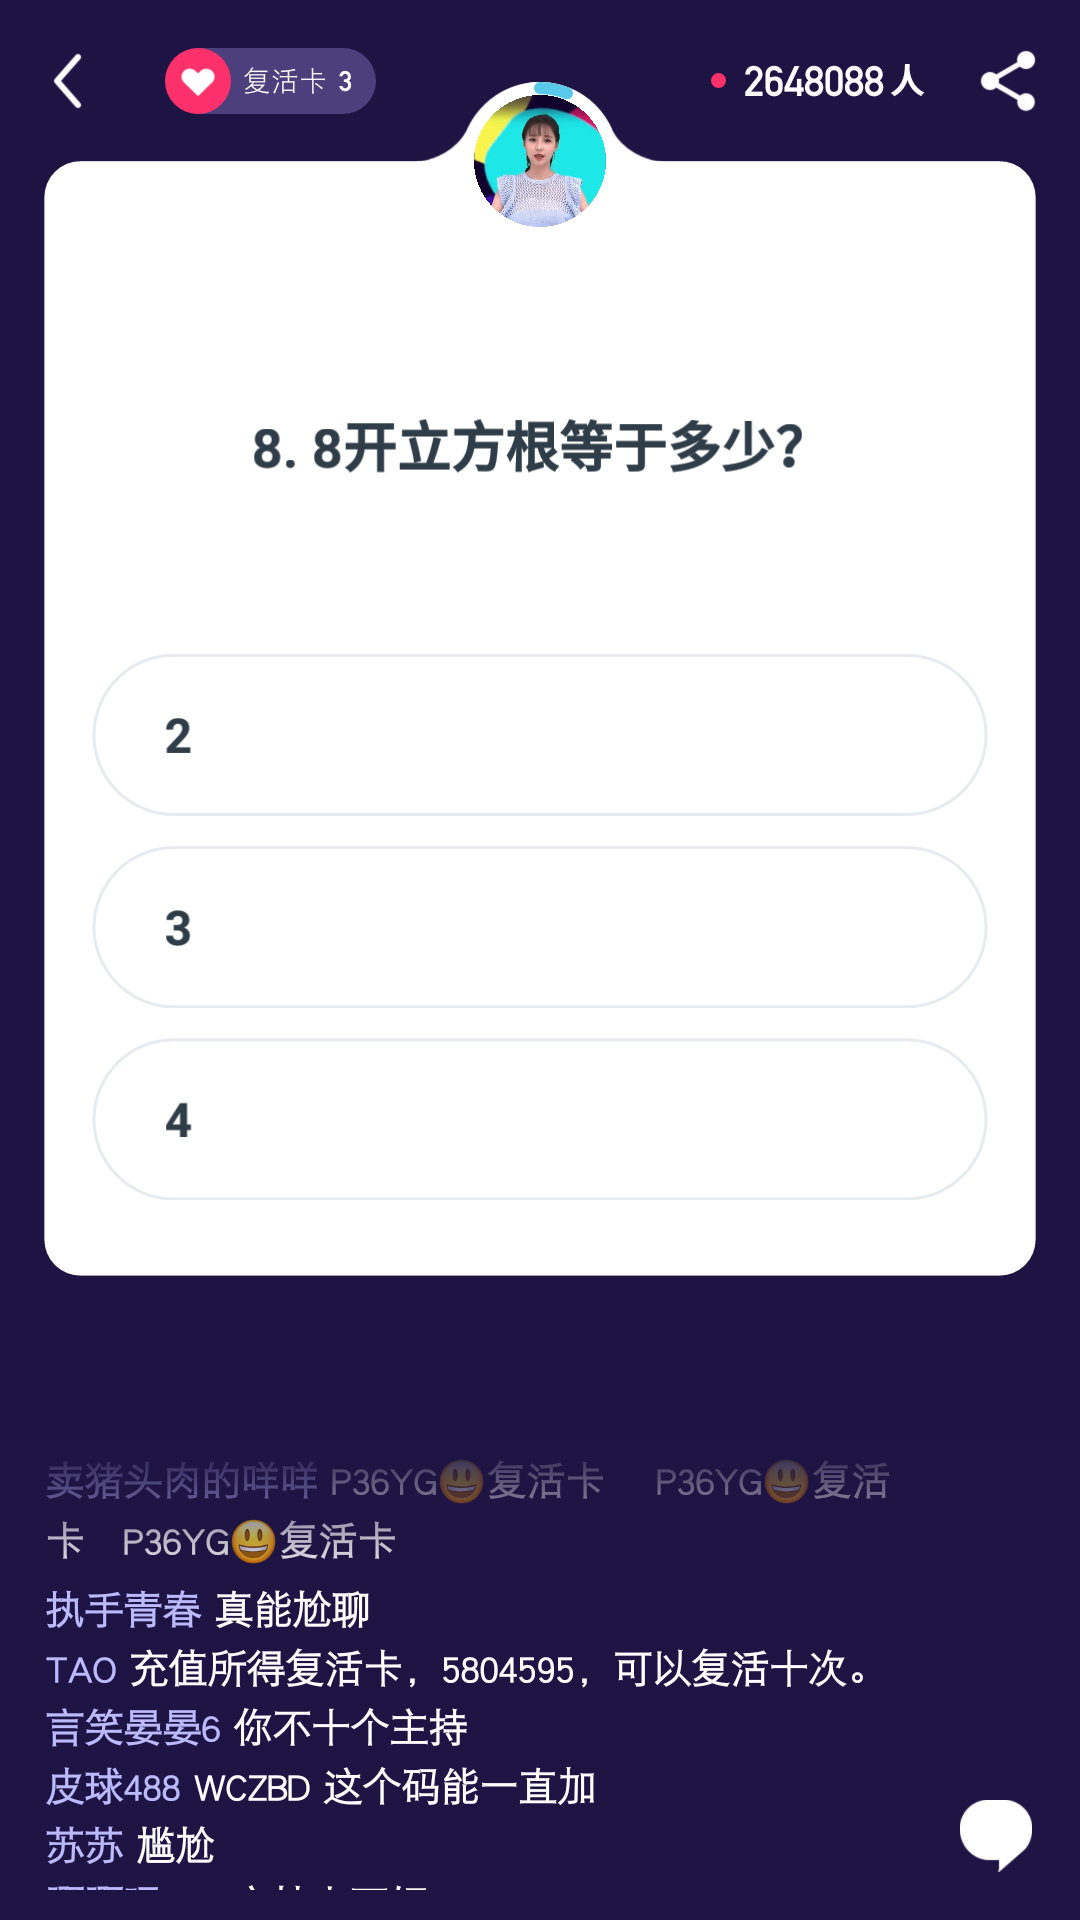 复活卡 3
2648088 人
8. 8开立方根等于多少?
2
3
4
卖猪头肉的咩咩 P36YG😃复活卡 P36YG😃复活
卡 P36YG😃复活卡
执手青春 真能尬聊
TAO 充值所得复活卡，5804595，可以复活十次。
言笑晏晏6 你不十个主持
皮球488 WCZBD 这个码能一直加
苏苏 尴尬